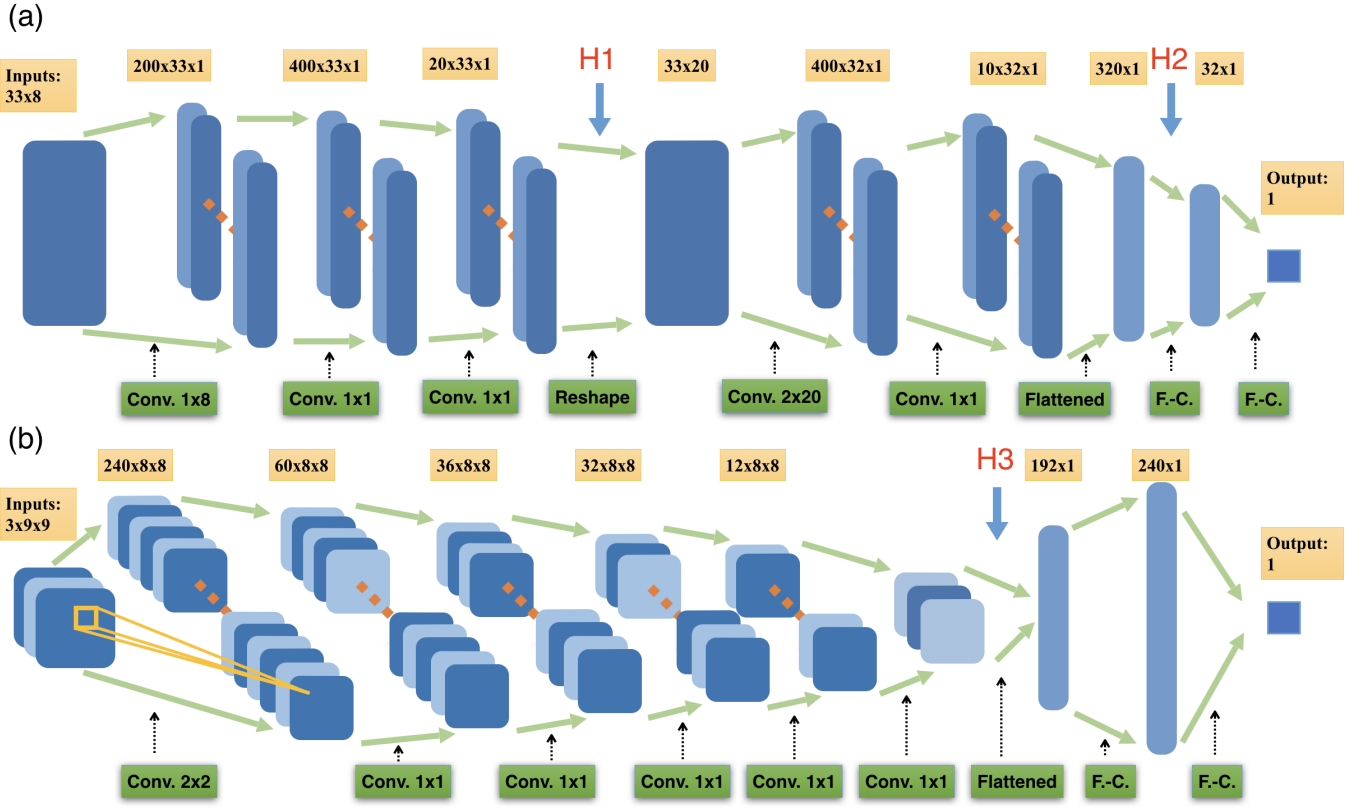 (a)
200x33x1
400x33x1
20x33x1
H1
33x20
400x32x1
10x32x1
320x1
H2
32x1
Inputs:
33x8
Output:
1
Conv. 1x8
Conv. 1x1
Conv. 1x1
Reshape
Conv. 2x20
Conv. 1x1
Flattened
F.-C.
F.-C.
(b)
240x8x8
60x8x8
36x8x8
32x8x8
12x8x8
H3
192x1
240x1
Inputs:
3x9x9
Output:
1
Conv. 2x2
Conv. 1x1
Conv. 1x1
Conv. 1x1
Conv. 1x1
Conv. 1x1
Flattened
F.-C.
F.-C.